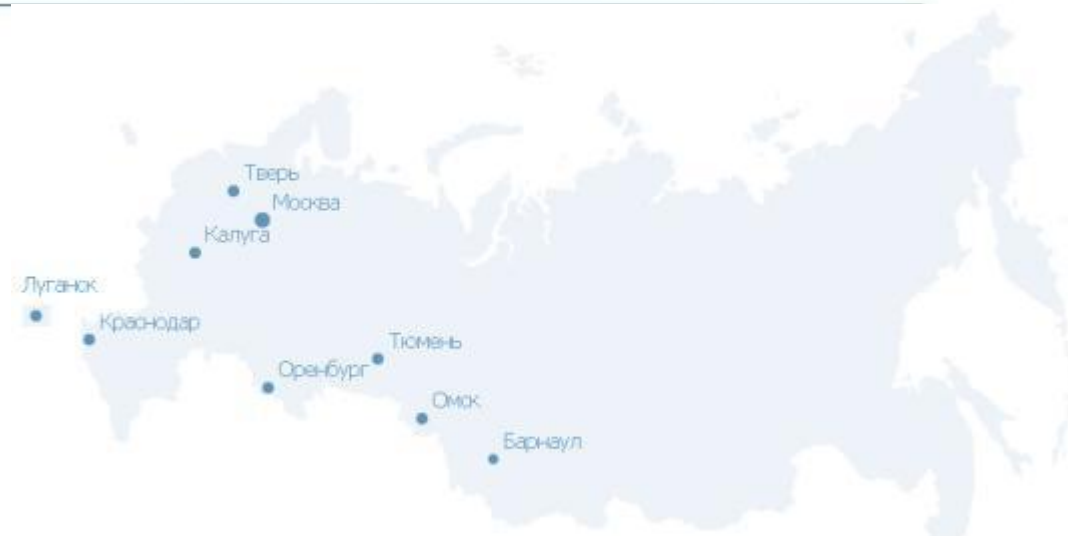 Тверь
Москва
Калуга
Луганск
Краснодар
Тюмень
Оренбург
Омск
Барнаул